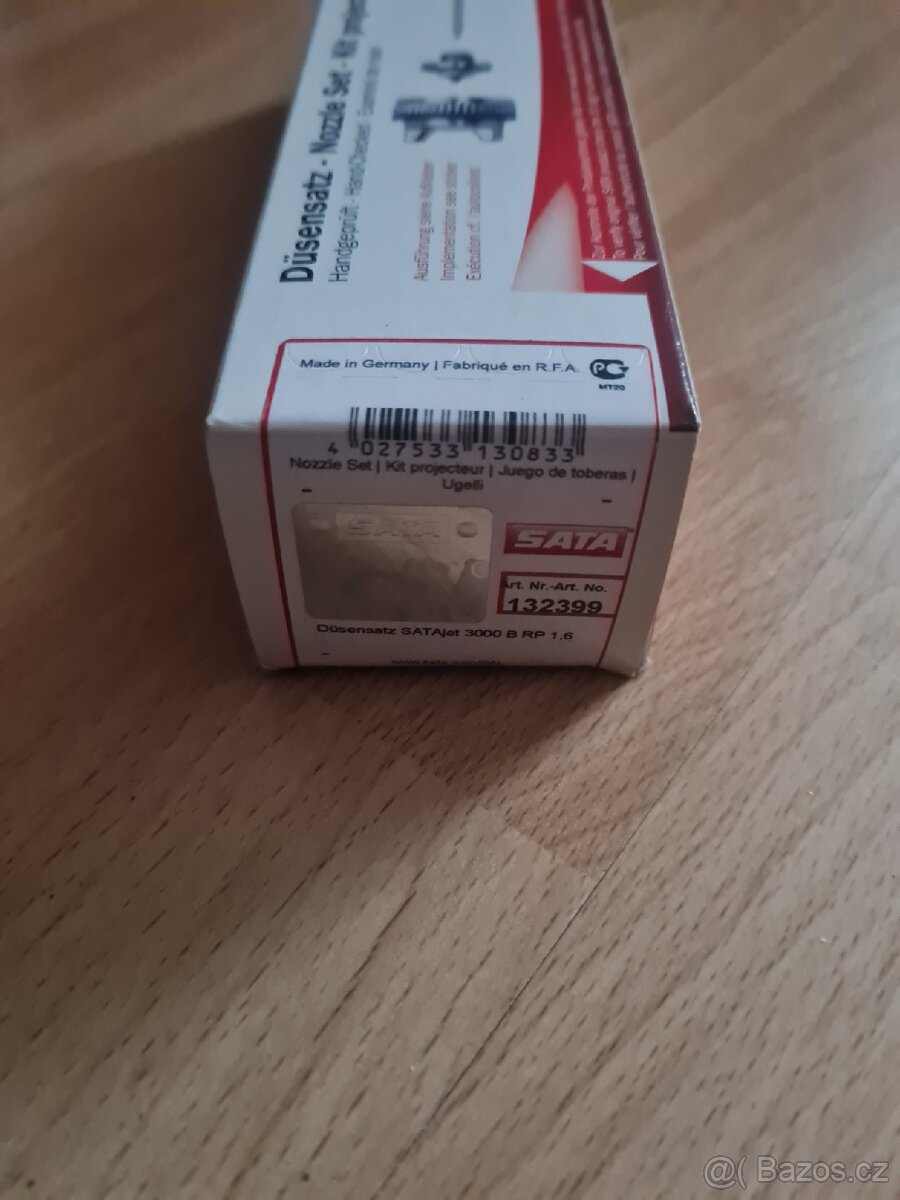 Düsensatz - Nozzle Set - Kit
Handgeprüft - Hand-Checked -
Ausführung siehe Aufkleber
Implementation see sticker
Exécution cf. l'autocollant
Made in Germany | Fabriqué en R.F.A.
MT20
4 027533 130833
Nozzle Set | Kit projecteur | Juego de toberas |
Ugelli
SATA
SATA
Art. Nr.-Art. No.
132399
Düsensatz SATAjet 3000 B RP 1,6
@( Bazos.cz